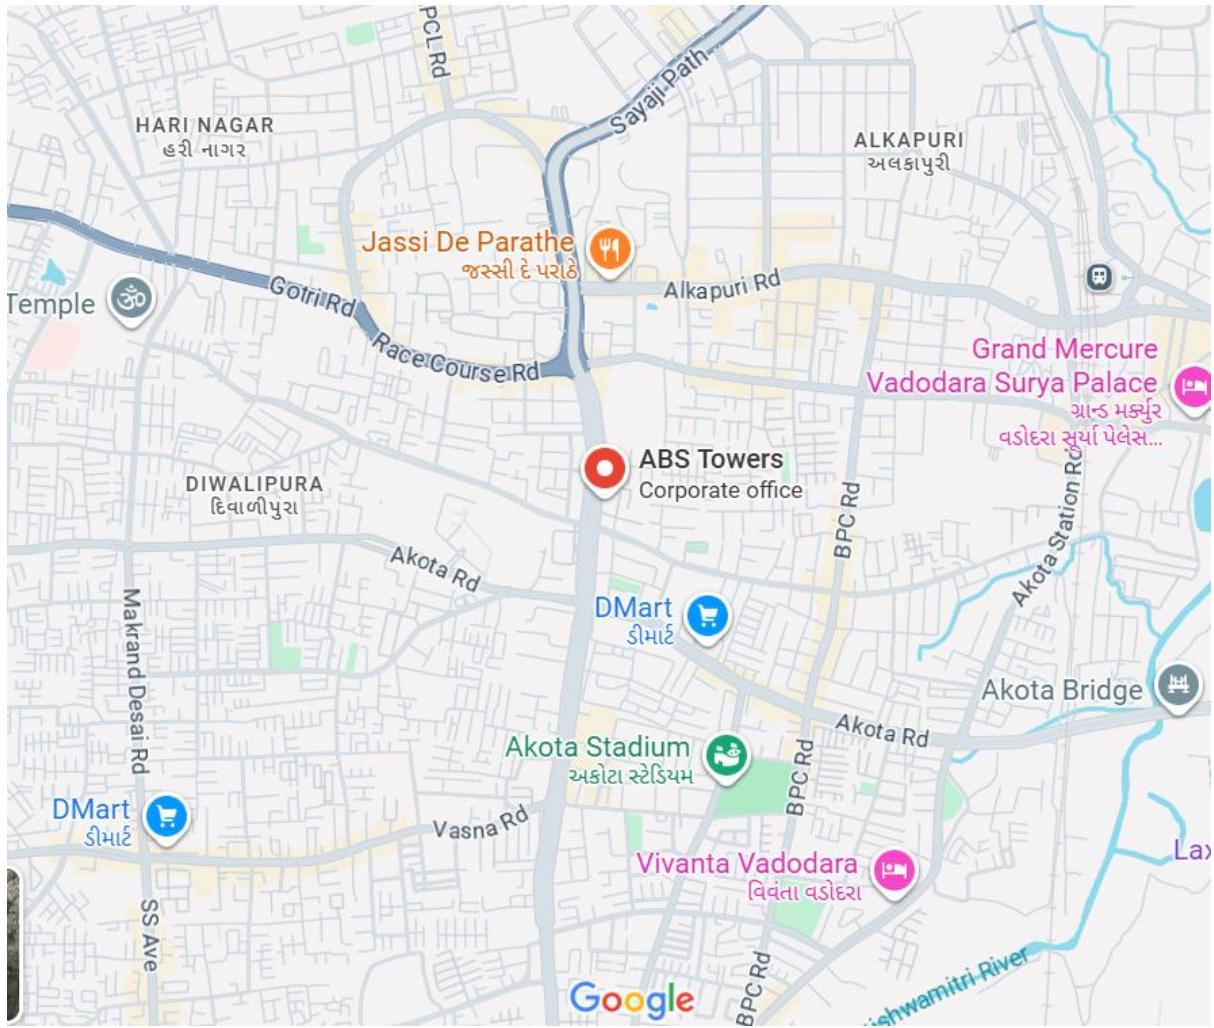 PCL Rd
Sayaji Path
HARI NAGAR
હરી નાગર
ALKAPURI
અલકાપુરી
Jassi De Parathe
જસ્સી દે પરાઠે
Temple
Gotri Rd
Alkapuri Rd
Race Course Rd
Grand Mercure
Vadodara Surya Palace
ગ્રાન્ડ મર્ક્યુર
વડોદરા સૂર્યા પેલેસ...
ABS Towers
Corporate office
DIWALIPURA
દિવાળીપુરા
BPC Rd
Akota Station Rd
Akota Rd
DMart
ડીમાર્ટ
Makrand Desai Rd
Akota Bridge
Akota Rd
Akota Stadium
અકોટા સ્ટેડિયમ
BPC Rd
DMart
ડીમાર્ટ
Vasna Rd
Lax
Vivanta Vadodara
વિવંતા વડોદરા
SS Ave
BPC Rd
ishwamitri River
Google